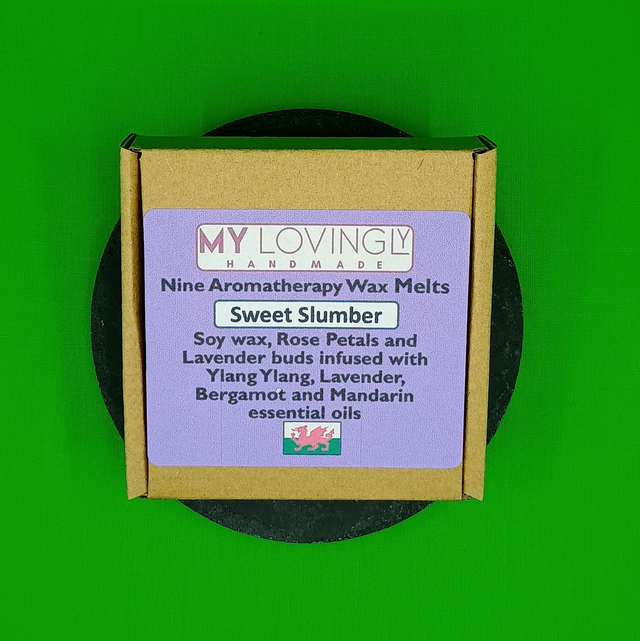 MY LOVINGLY
HANDMADE
Nine Aromatherapy Wax Melts
Sweet Slumber
Soy wax, Rose Petals and
Lavender buds infused with
Ylang Ylang, Lavender,
Bergamot and Mandarin
essential oils